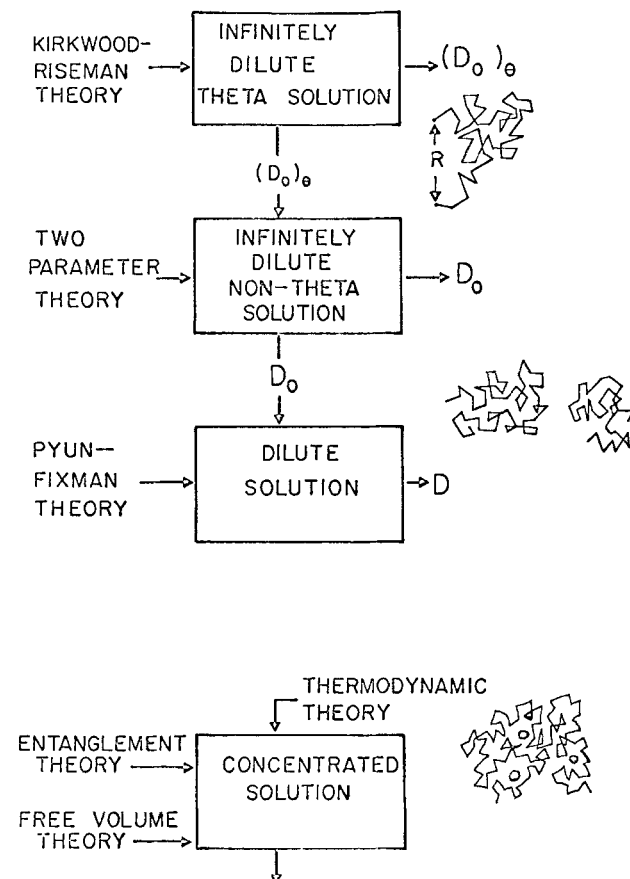 KIRKWOOD-
RISEMAN
THEORY
INFINITELY
DILUTE
THETA SOLUTION
(D₀)θ
R
(D₀)θ
TWO
PARAMETER
THEORY
INFINITELY
DILUTE
NON-THETA
SOLUTION
D₀
D₀
PYUN-
FIXMAN
THEORY
DILUTE
SOLUTION
D
THERMODYNAMIC
THEORY
ENTANGLEMENT
THEORY
CONCENTRATED
SOLUTION
FREE VOLUME
THEORY